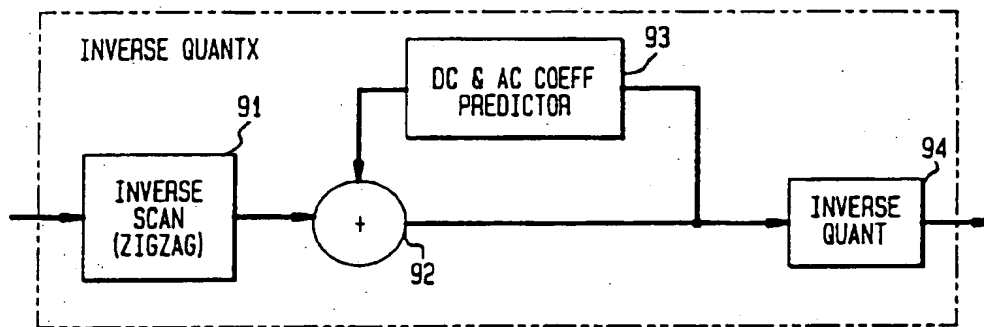 INVERSE QUANTX
93
DC & AC COEFF
PREDICTOR
91
INVERSE
SCAN
(ZIGZAG)
+
92
94
INVERSE
QUANT